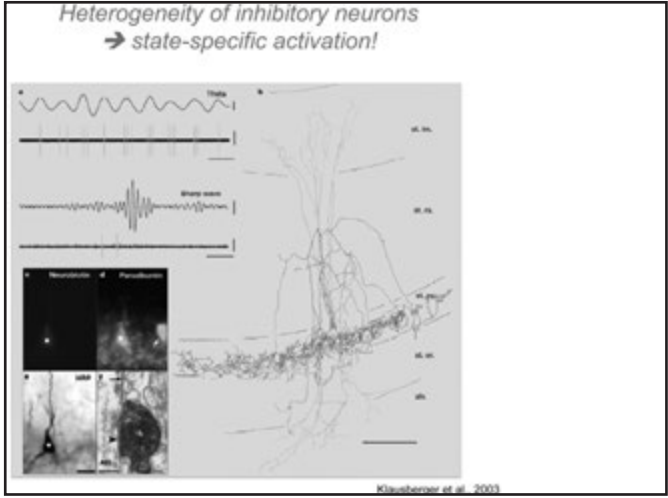 Heterogeneity of inhibitory neurons
➔ state-specific activation!
a
Theta
b
Sharp wave
c
Neurobiotin
d
Parvalbumin
e
f
Klausberger et al., 2003